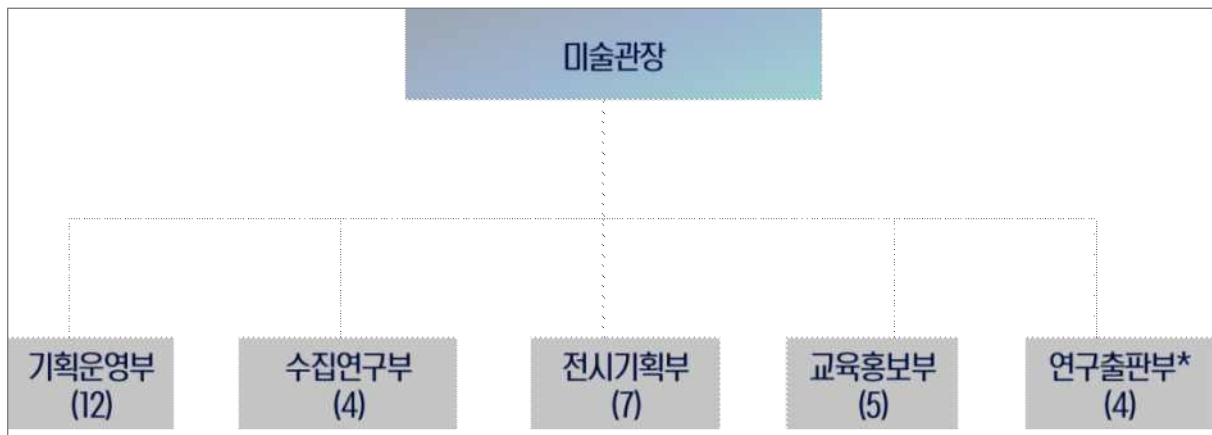 미술관장
기획운영부
(12)
수집연구부
(4)
전시기획부
(7)
교육홍보부
(5)
연구출판부*
(4)